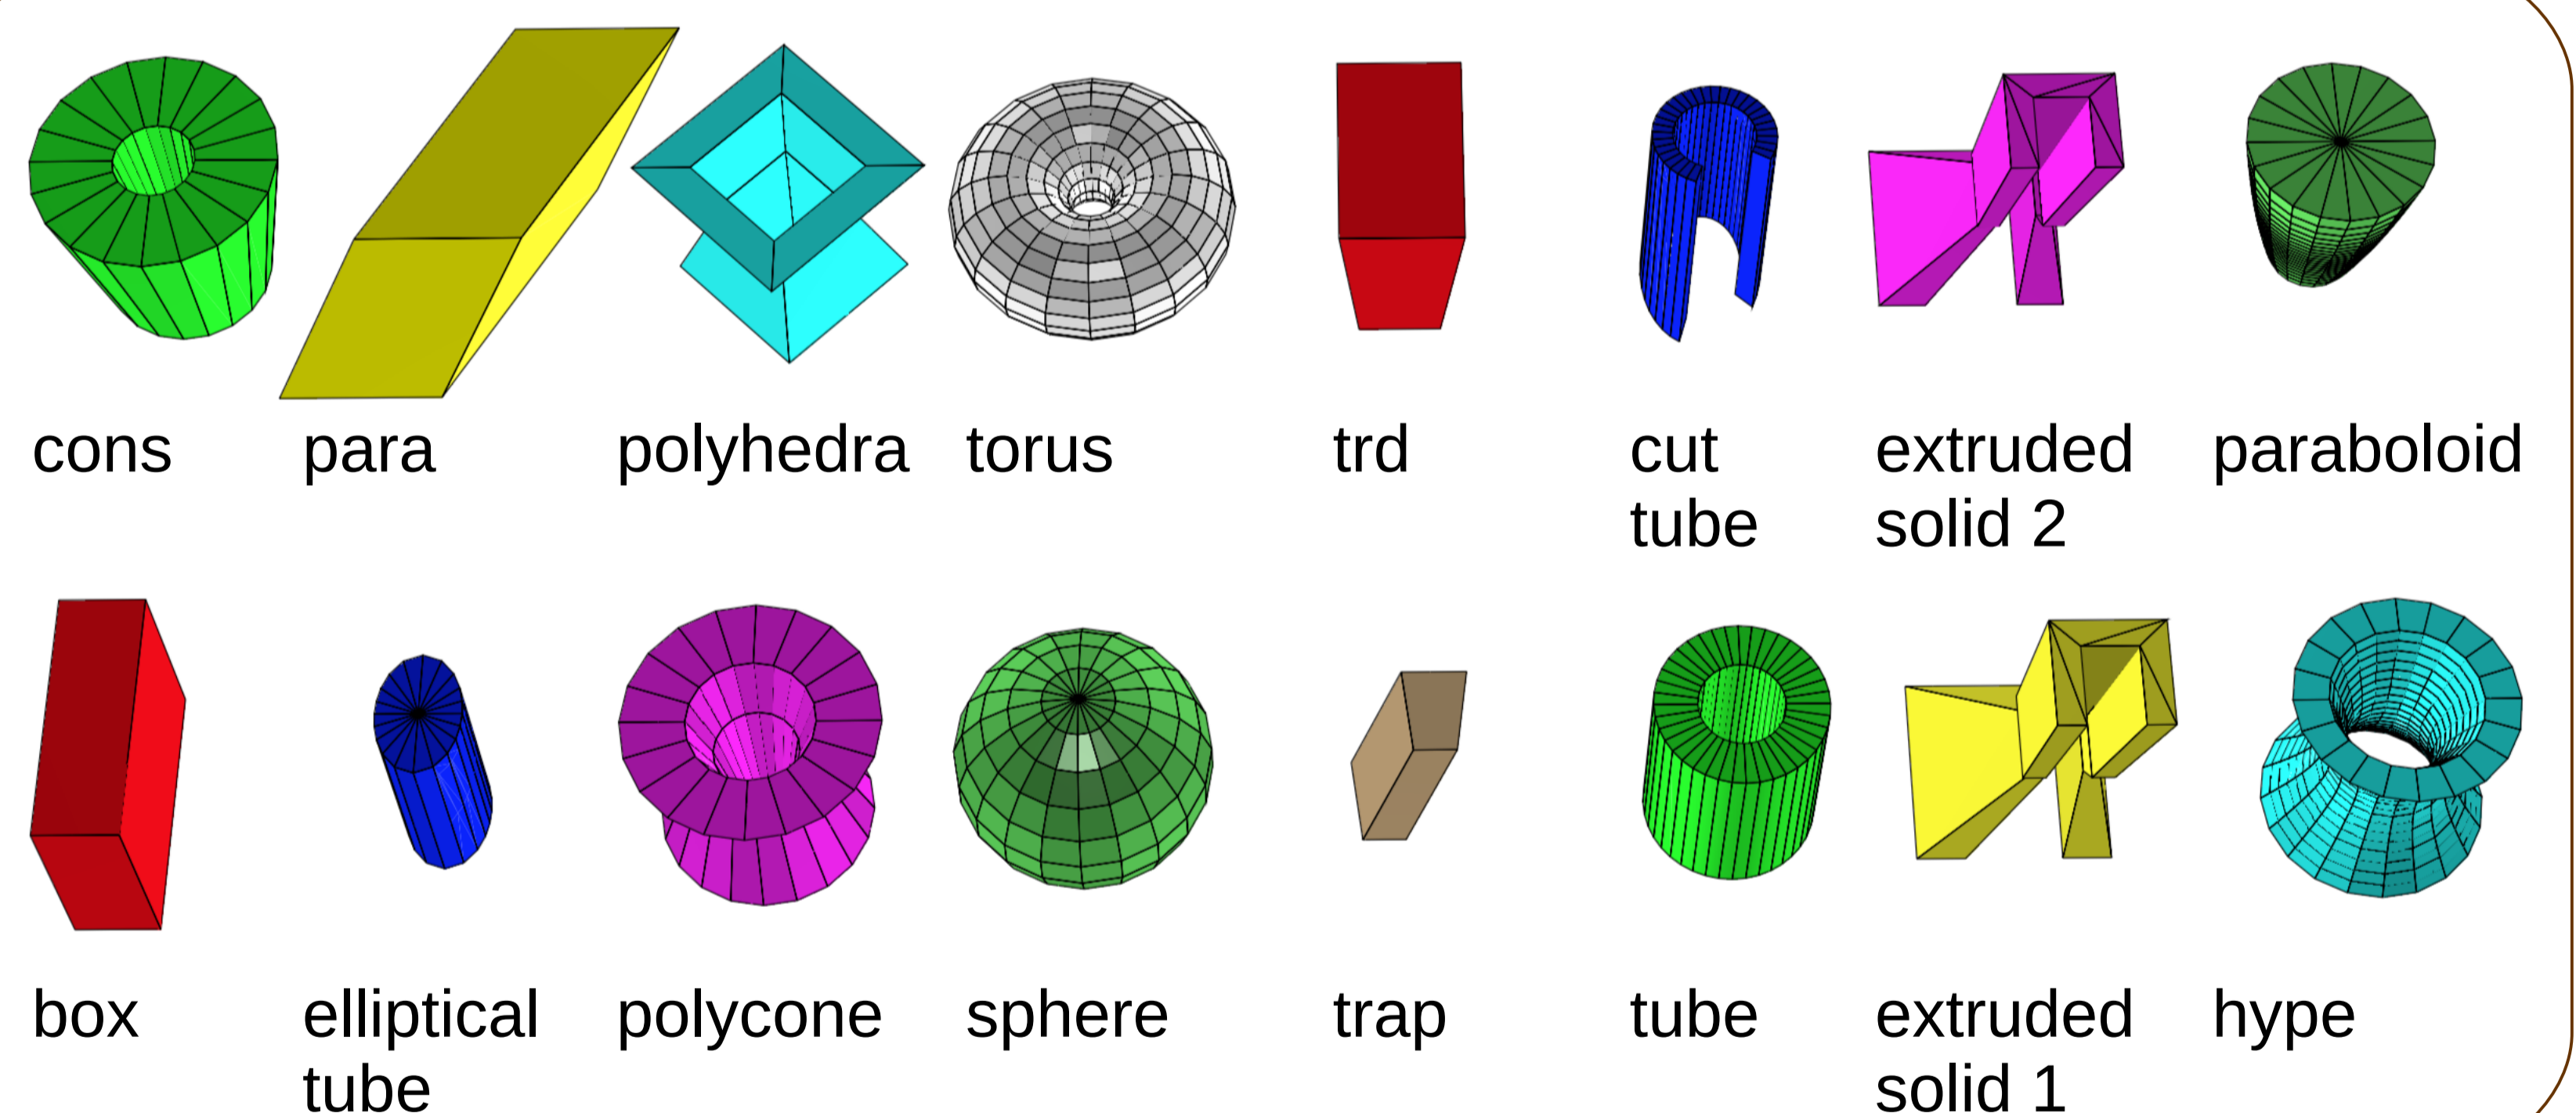 cons para polyhedra torus trd cut extruded paraboloid
tube solid 2
box elliptical polycone sphere trap tube extruded hype
tube solid 1